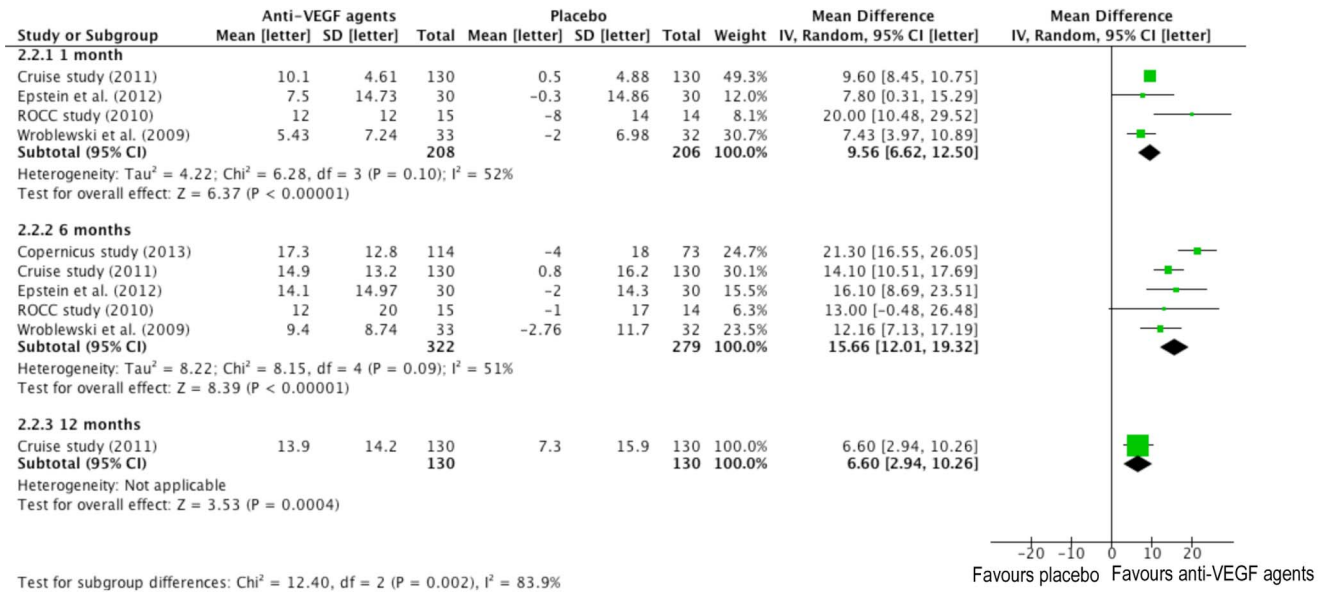 Anti-VEGF agents Placebo Mean Difference Mean Difference
Study or Subgroup Mean [letter] SD [letter] Total Mean [letter] SD [letter] Total Weight IV, Random, 95% CI [letter] IV, Random, 95% CI [letter]
2.2.1 1 month
Cruise study (2011) 10.1 4.61 130 0.5 4.88 130 49.3% 9.60 [8.45, 10.75]
Epstein et al. (2012) 7.5 14.73 30 -0.3 14.86 30 12.0% 7.80 [0.31, 15.29]
ROCC study (2010) 12 12 15 -8 14 14 8.1% 20.00 [10.48, 29.52]
Wroblewski et al. (2009) 5.43 7.24 33 -2 6.98 32 30.7% 7.43 [3.97, 10.89]
Subtotal (95% CI) 208 206 100.0% 9.56 [6.62, 12.50]
Heterogeneity: Tau² = 4.22; Chi² = 6.28, df = 3 (P = 0.10); I² = 52%
Test for overall effect: Z = 6.37 (P < 0.00001)
2.2.2 6 months
Copernicus study (2013) 17.3 12.8 114 -4 18 73 24.7% 21.30 [16.55, 26.05]
Cruise study (2011) 14.9 13.2 130 0.8 16.2 130 30.1% 14.10 [10.51, 17.69]
Epstein et al. (2012) 14.1 14.97 30 -2 14.3 30 15.5% 16.10 [8.69, 23.51]
ROCC study (2010) 12 20 15 -1 17 14 6.3% 13.00 [-0.48, 26.48]
Wroblewski et al. (2009) 9.4 8.74 33 -2.76 11.7 32 23.5% 12.16 [7.13, 17.19]
Subtotal (95% CI) 322 279 100.0% 15.66 [12.01, 19.32]
Heterogeneity: Tau² = 8.22; Chi² = 8.15, df = 4 (P = 0.09); I² = 51%
Test for overall effect: Z = 8.39 (P < 0.00001)
2.2.3 12 months
Cruise study (2011) 13.9 14.2 130 7.3 15.9 130 100.0% 6.60 [2.94, 10.26]
Subtotal (95% CI) 130 130 100.0% 6.60 [2.94, 10.26]
Heterogeneity: Not applicable
Test for overall effect: Z = 3.53 (P = 0.0004)
-20 -10 0 10 20
Favours placebo Favours anti-VEGF agents
Test for subgroup differences: Chi² = 12.40, df = 2 (P = 0.002), I² = 83.9%